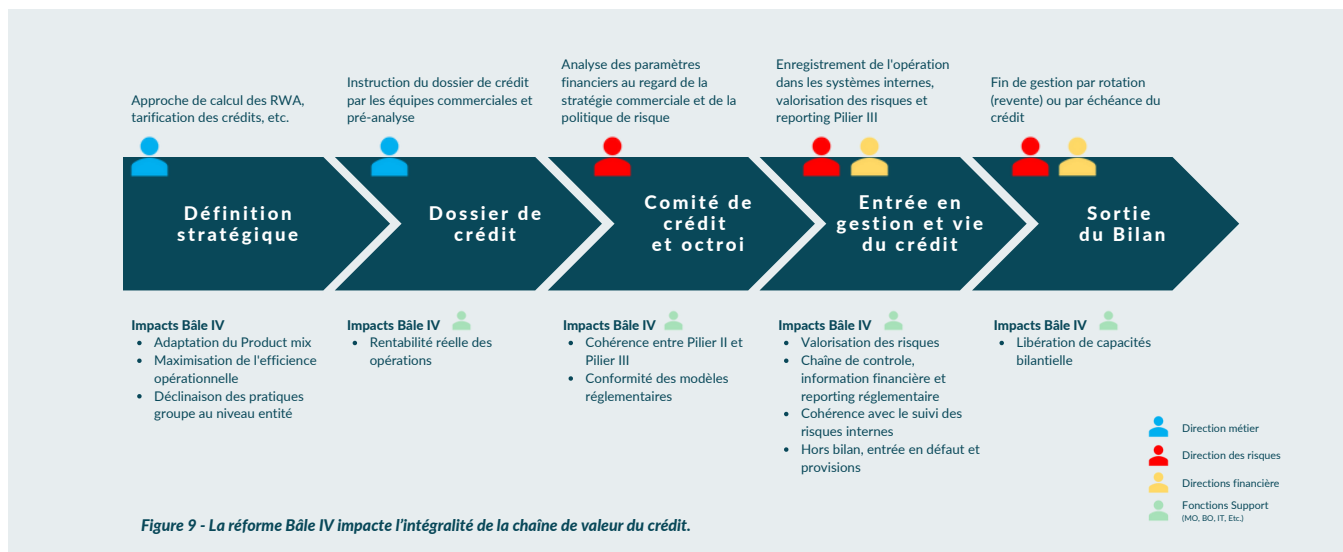 Approche de calcul des RWA,
tarification des crédits, etc.
Instruction du dossier de crédit
par les équipes commerciales et
pré-analyse
Analyse des paramètres
financiers au regard de la
stratégie commerciale et de la
politique de risque
Enregistrement de l'opération
dans les systèmes internes,
valorisation des risques et
reporting Pilier III
Fin de gestion par rotation
(revente) ou par échéance du
crédit
Définition
stratégique
Dossier de
crédit
Comité de
crédit
et octroi
Entrée en
gestion et vie
du crédit
Sortie
du Bilan
Impacts Bâle IV
• Adaptation du Product mix
• Maximisation de l'efficience
opérationnelle
• Déclinaison des pratiques
groupe au niveau entité
Impacts Bâle IV
• Rentabilité réelle des
opérations
Impacts Bâle IV
• Cohérence entre Pilier II et
Pilier III
• Conformité des modèles
réglementaires
Impacts Bâle IV
• Valorisation des risques
• Chaîne de controle,
information financière et
reporting réglementaire
• Cohérence avec le suivi des
risques internes
• Hors bilan, entrée en défaut et
provisions
Impacts Bâle IV
• Libération de capacités
bilantielle
Direction métier
Direction des risques
Directions financière
Fonctions Support
(MO, BO, IT, Etc.)
Figure 9 - La réforme Bâle IV impacte l’intégralité de la chaîne de valeur du crédit.